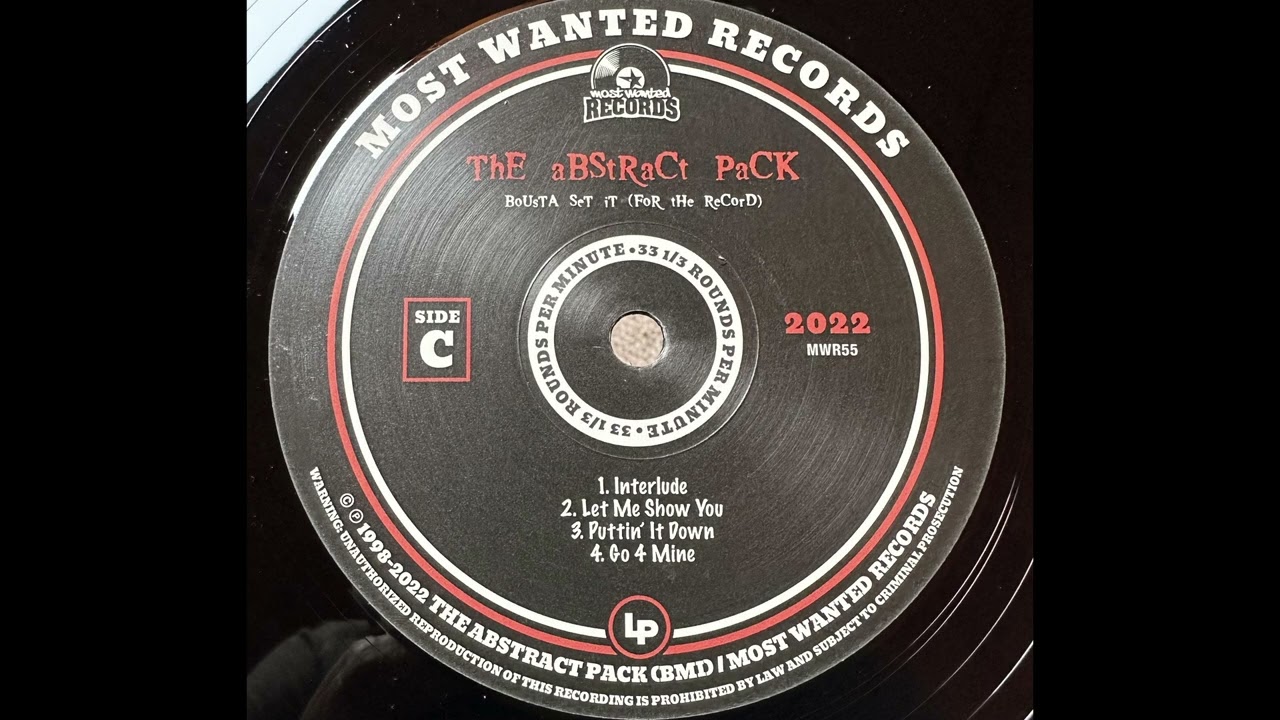 MOST WANTED RECORDS
most wanted
RECORDS
ThE aBStRaCt PaCK
BoUsTA SeT iT (FoR tHe ReCorD)
33 1/3 ROUNDS PER MINUTE • 33 1/3 ROUNDS PER MINUTE •
SIDE
C
2022
MWR55
1. Interlude
2. Let Me Show You
3. Puttin' It Down
4. Go 4 Mine
LP
© ℗ 1998-2022 THE ABSTRACT PACK (BMD) / MOST WANTED RECORDS
WARNING: UNAUTHORIZED REPRODUCTION OF THIS RECORDING IS PROHIBITED BY LAW AND SUBJECT TO CRIMINAL PROSECUTION